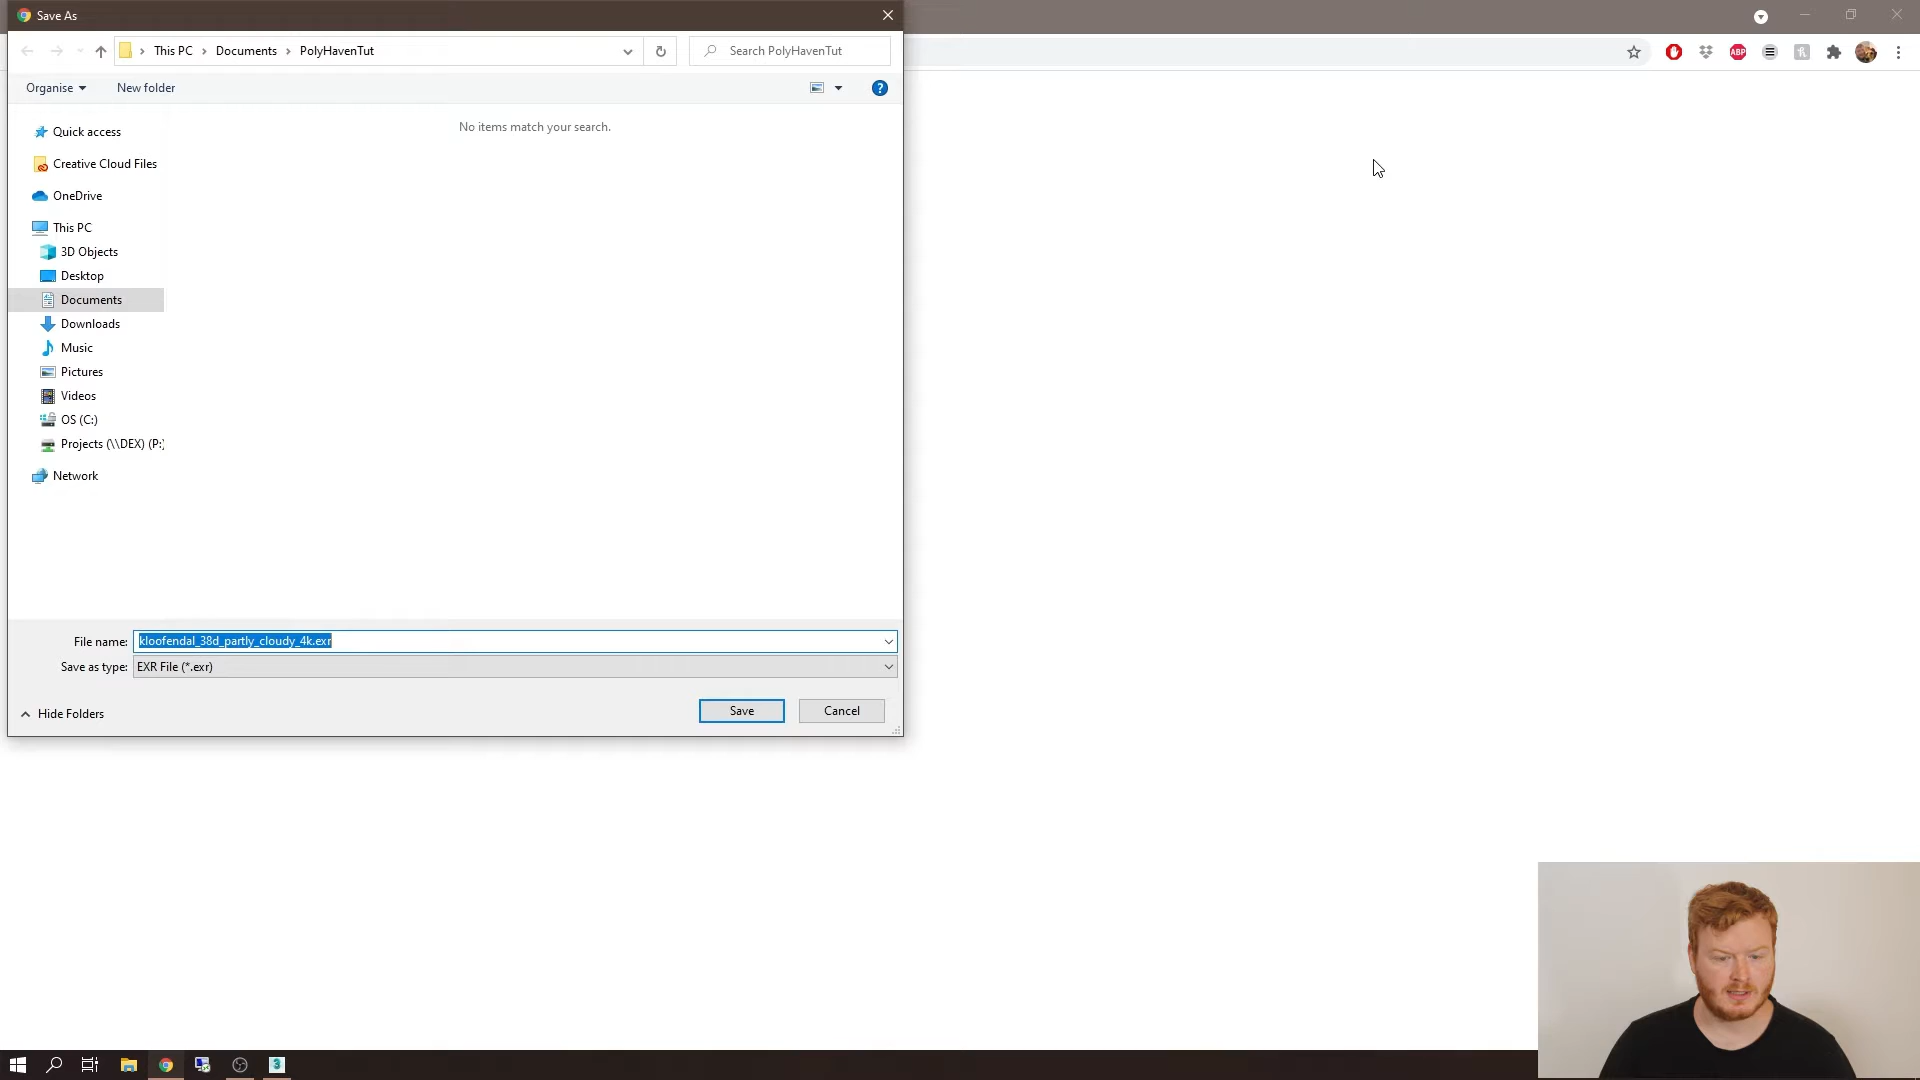 Save As
This PC > Documents > PolyHavenTut
Search PolyHavenTut
Organise
New folder
?
ABP
No items match your search.
Quick access
Creative Cloud Files
OneDrive
This PC
3D Objects
Desktop
Documents
Downloads
Music
Pictures
Videos
OS (C:)
Projects (\\DEX) (P:)
Network
File name: kloofendal_38d_partly_cloudy_4k.exr
Save as type: EXR File (*.exr)
Hide Folders
Save
Cancel
3